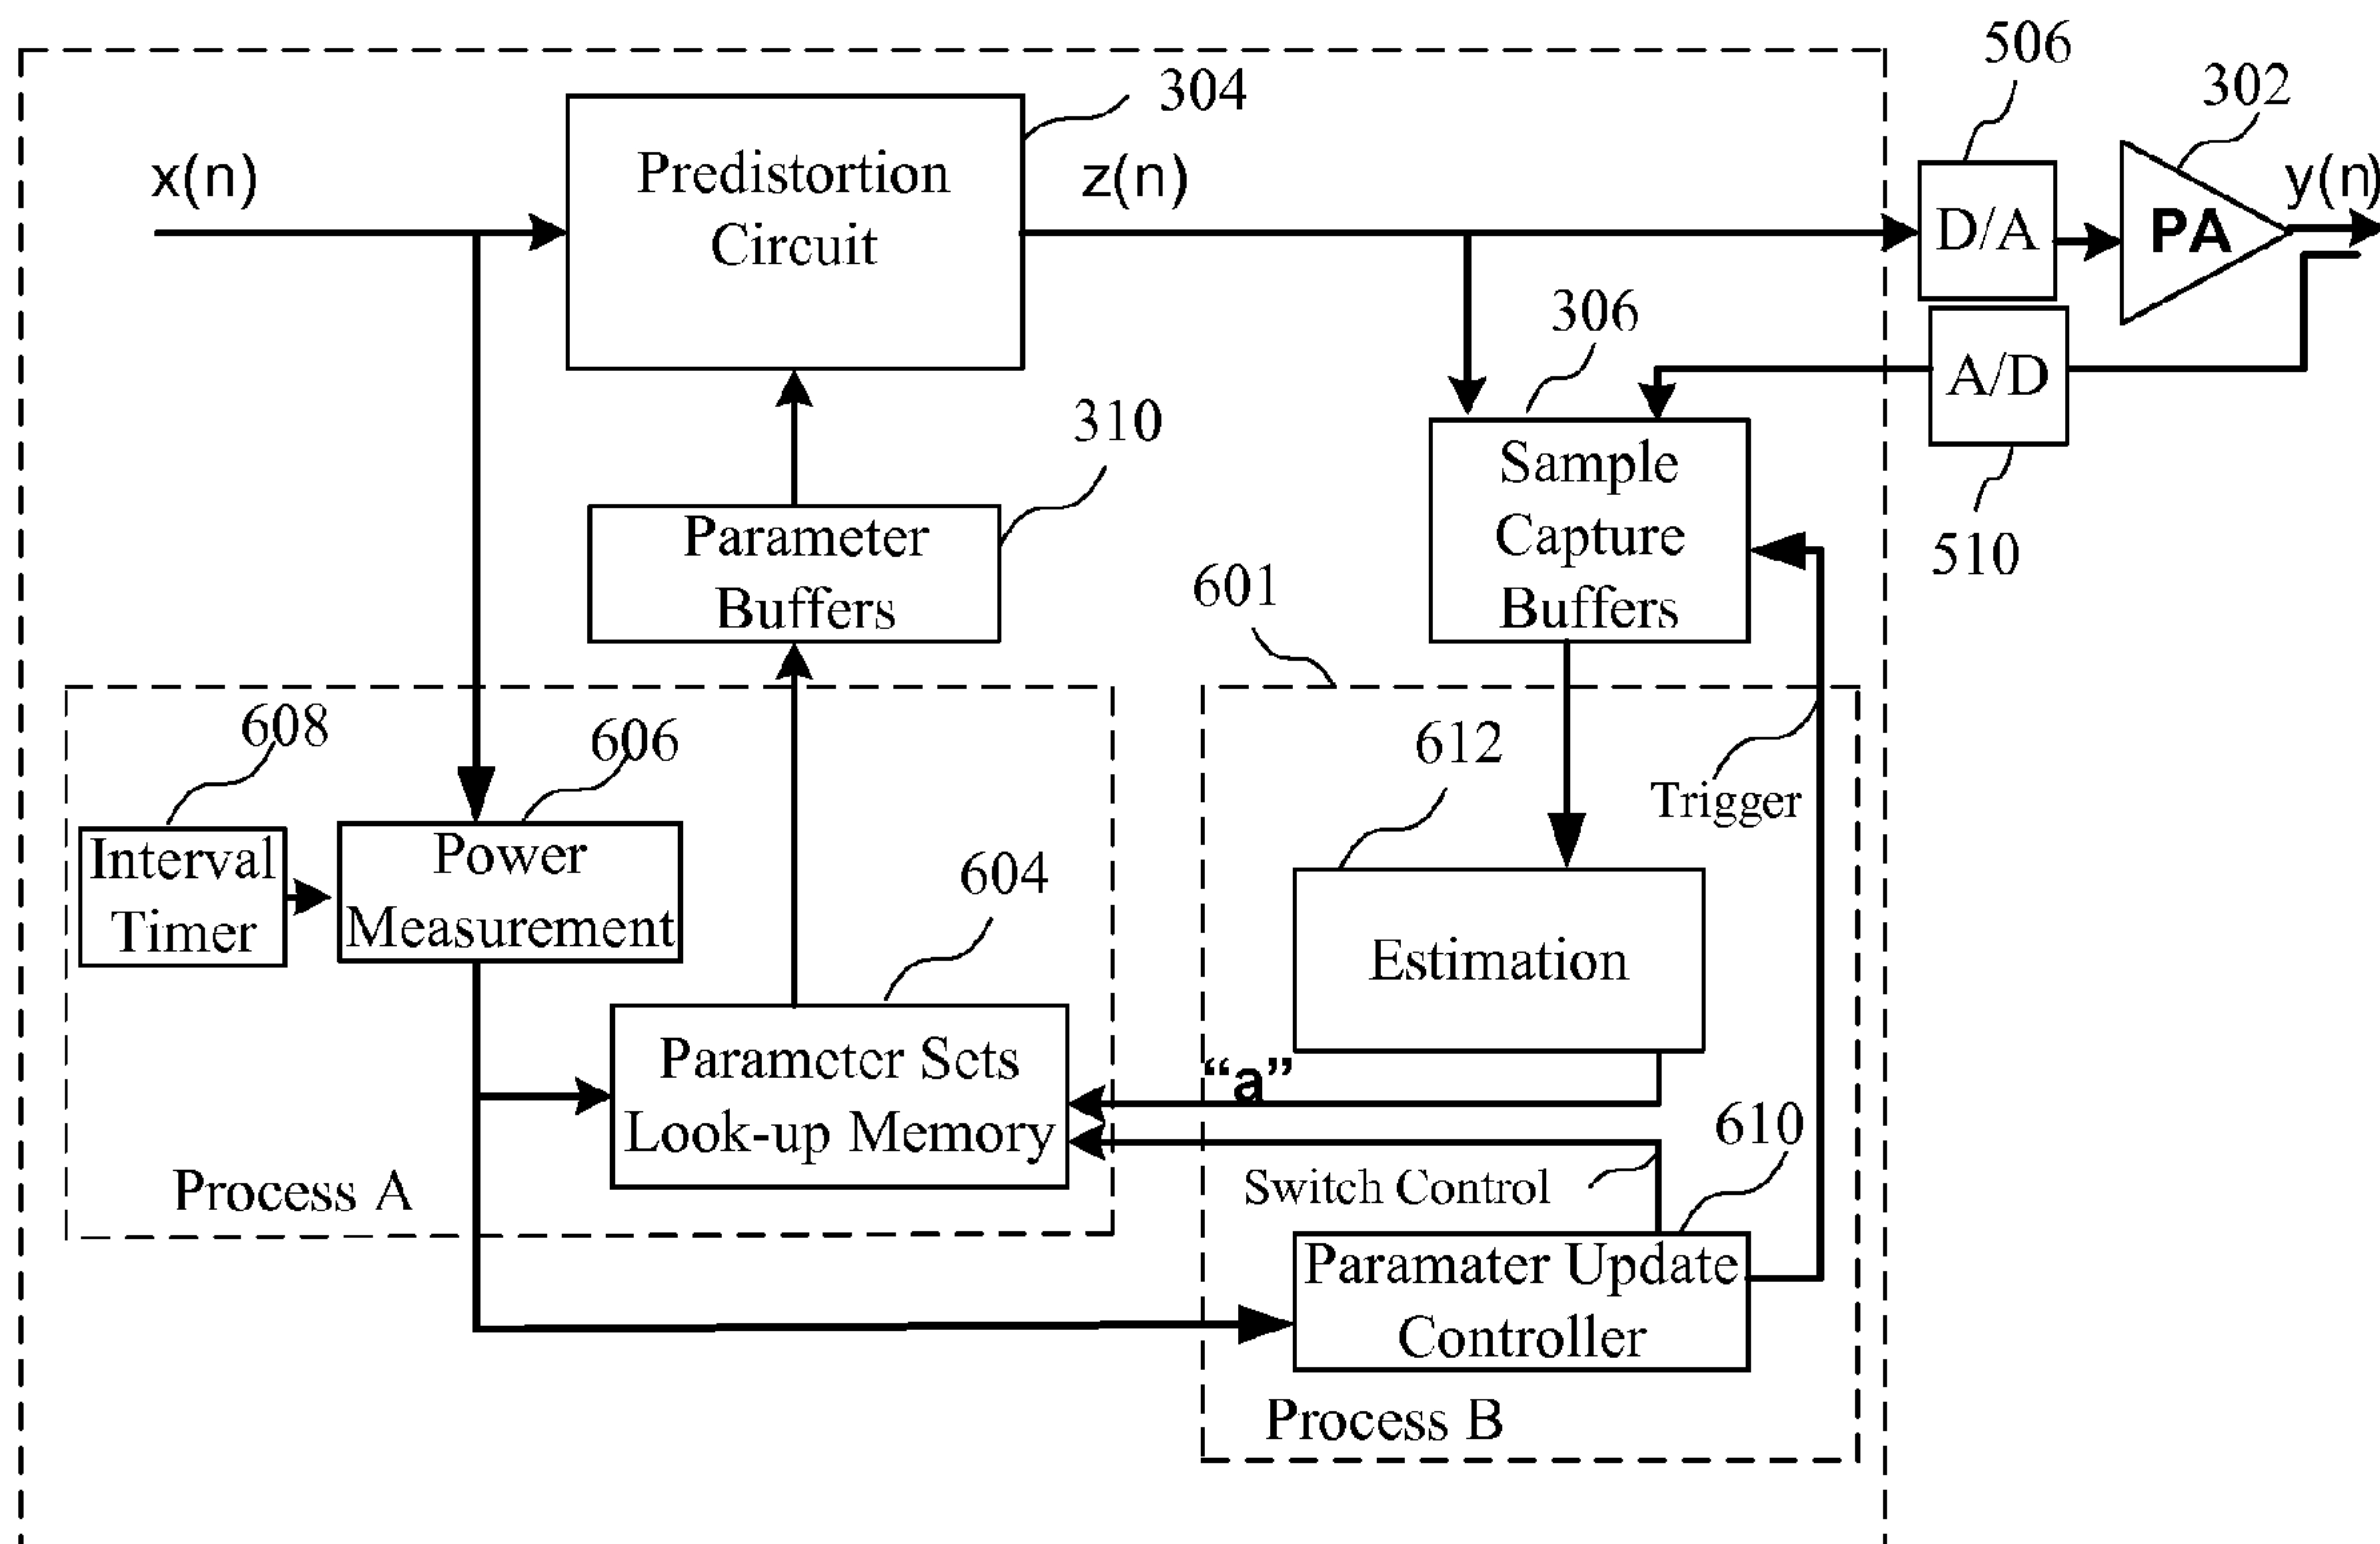 506
302
304
x(n)
Predistortion
Circuit
z(n)
D/A
PA
y(n)
306
A/D
310
Sample
Capture
Buffers
510
Parameter
Buffers
601
608
606
612
Trigger
Interval
Timer
Power
Measurement
604
Estimation
Parameter Sets
Look-up Memory
"a"
610
Switch Control
Process A
Paramater Update
Controller
Process B